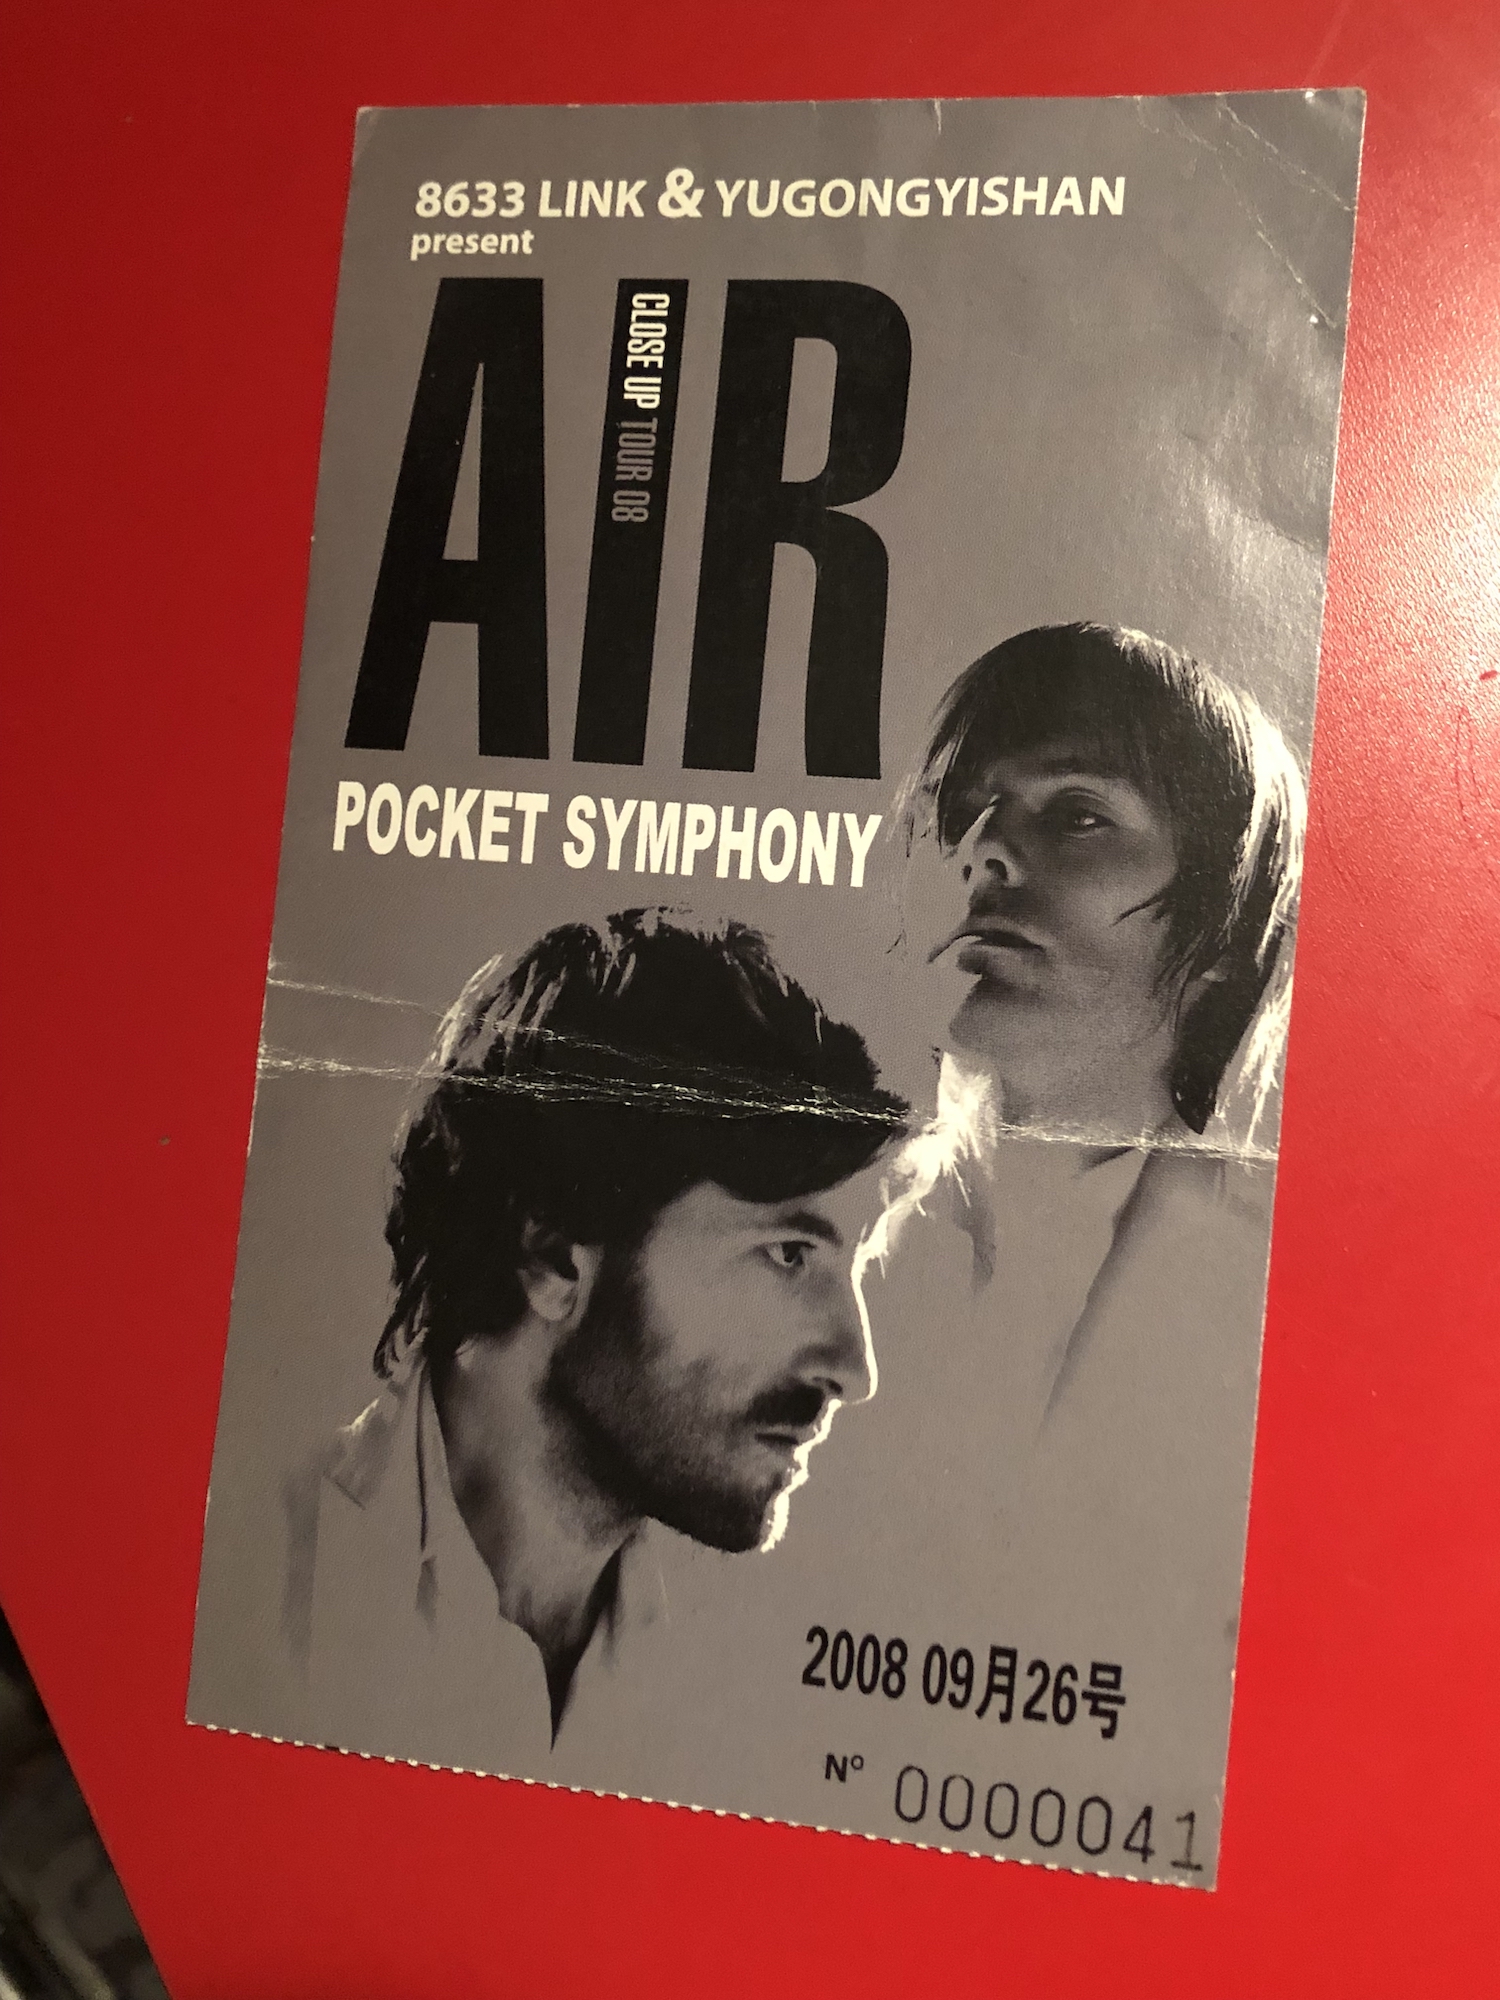 8633 LINK & YUGONGYISHAN
present
AIR
CLOSE UP TOUR 08
POCKET SYMPHONY
2008 09月26号
Nº 0000041